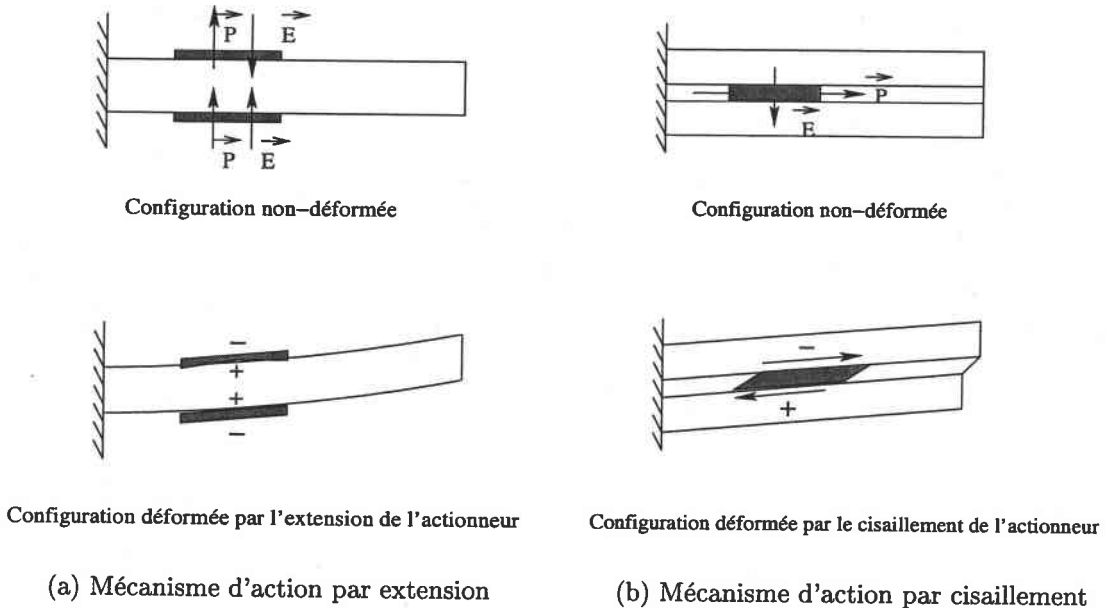 P E
P E
P
E
Configuration non–déformée
Configuration non–déformée
−
+
+
−
−
+
Configuration déformée par l'extension de l'actionneur
Configuration déformée par le cisaillement de l'actionneur
(a) Mécanisme d'action par extension
(b) Mécanisme d'action par cisaillement